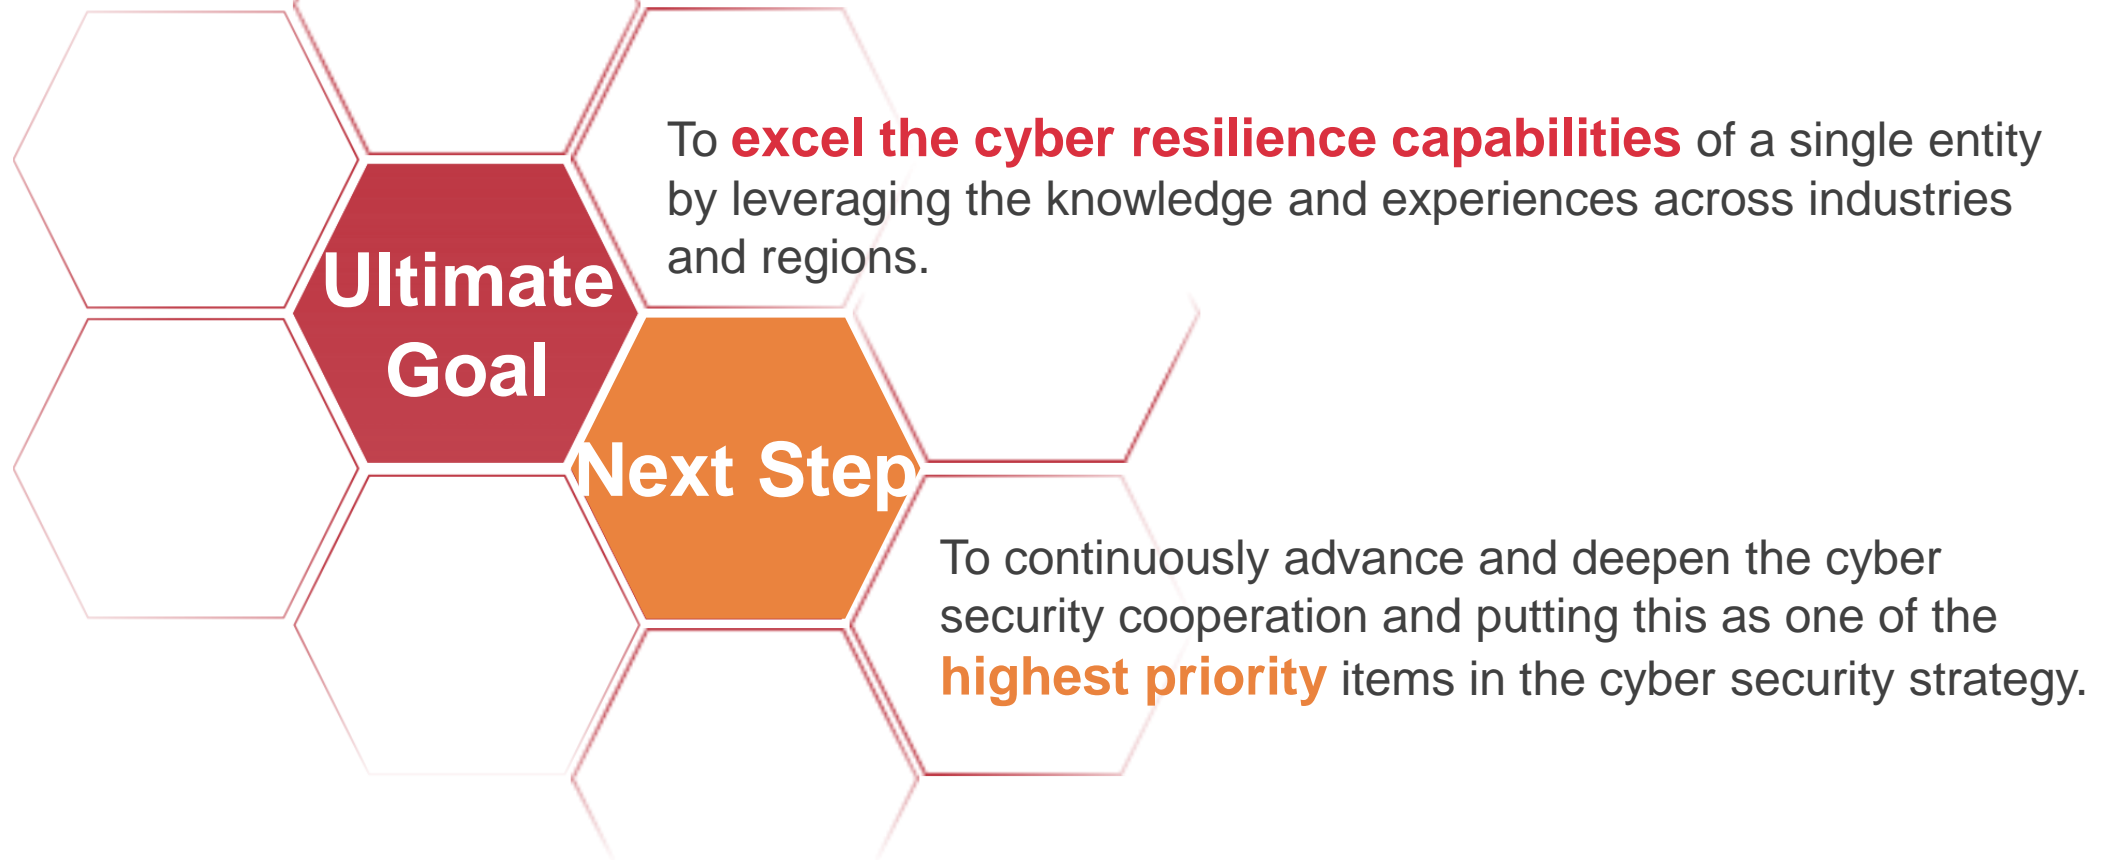 To excel the cyber resilience capabilities of a single entity
by leveraging the knowledge and experiences across industries
and regions.
Ultimate
Goal
Next Step
To continuously advance and deepen the cyber
security cooperation and putting this as one of the
highest priority items in the cyber security strategy.